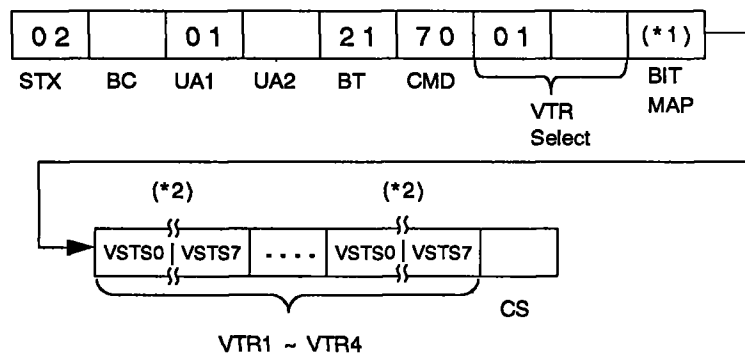 02 01 21 70 01 (*1)
STX BC UA1 UA2 BT CMD BIT
MAP
VTR
Select
(*2) (*2)
VSTS0 VSTS7 .... VSTS0 VSTS7
CS
VTR1 ~ VTR4